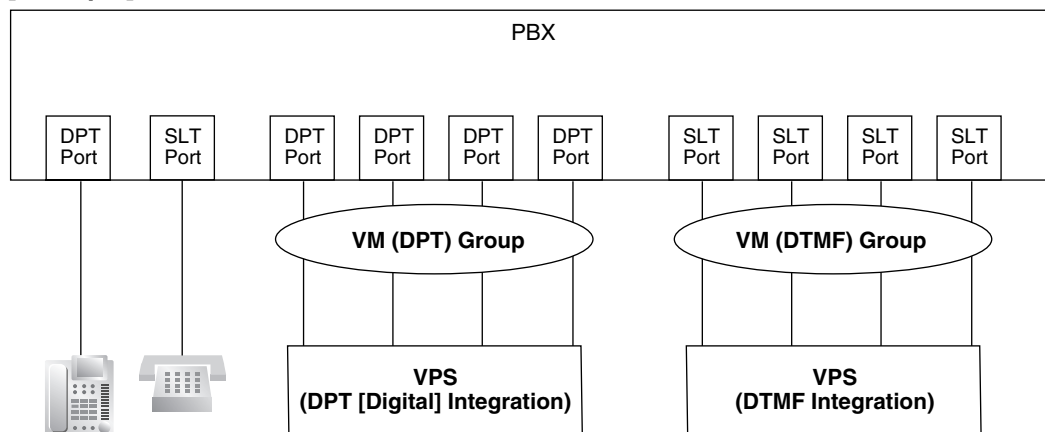 PBX
DPT
Port
SLT
Port
DPT
Port
DPT
Port
DPT
Port
DPT
Port
SLT
Port
SLT
Port
SLT
Port
SLT
Port
VM (DPT) Group
VM (DTMF) Group
VPS
(DPT [Digital] Integration)
VPS
(DTMF Integration)